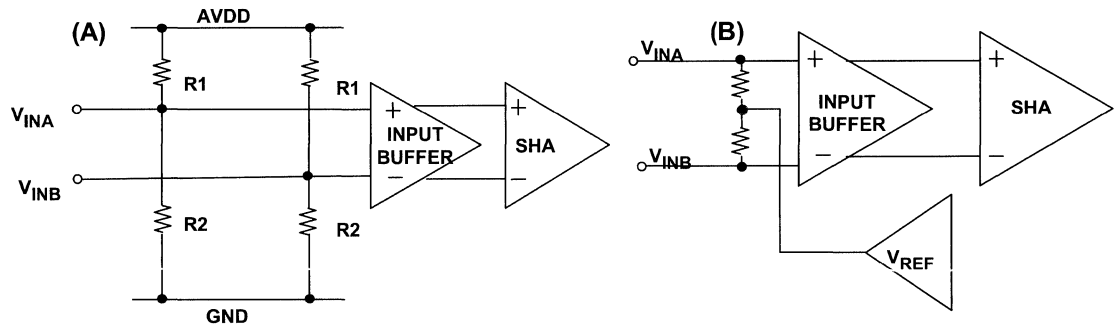 (A)
AVDD
R1
R1
VINA
+
+
INPUT
BUFFER
SHA
VINB
−
−
R2
R2
GND
(B)
VINA
+
+
INPUT
BUFFER
SHA
VINB
−
−
VREF